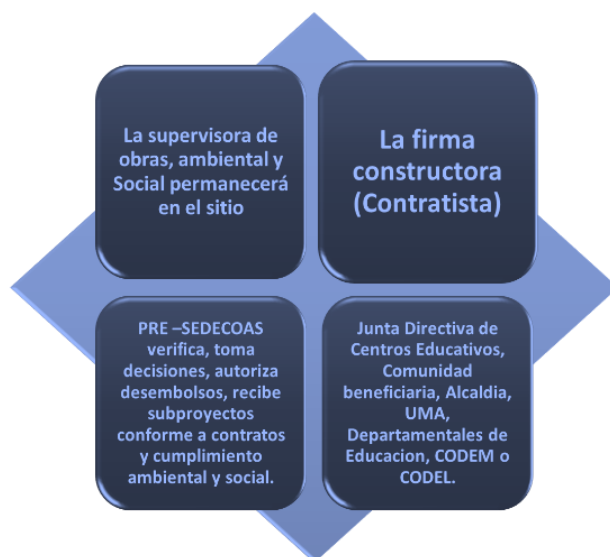 La supervisora de
obras, ambiental y
Social permanecerá
en el sitio
La firma
constructora
(Contratista)
PRE –SEDECOAS
verifica, toma
decisiones, autoriza
desembolsos, recibe
subproyectos
conforme a contratos
y cumplimiento
ambiental y social.
Junta Directiva de
Centros Educativos,
Comunidad
beneficiaria, Alcaldia,
UMA,
Departamentales de
Educacion, CODEM o
CODEL.